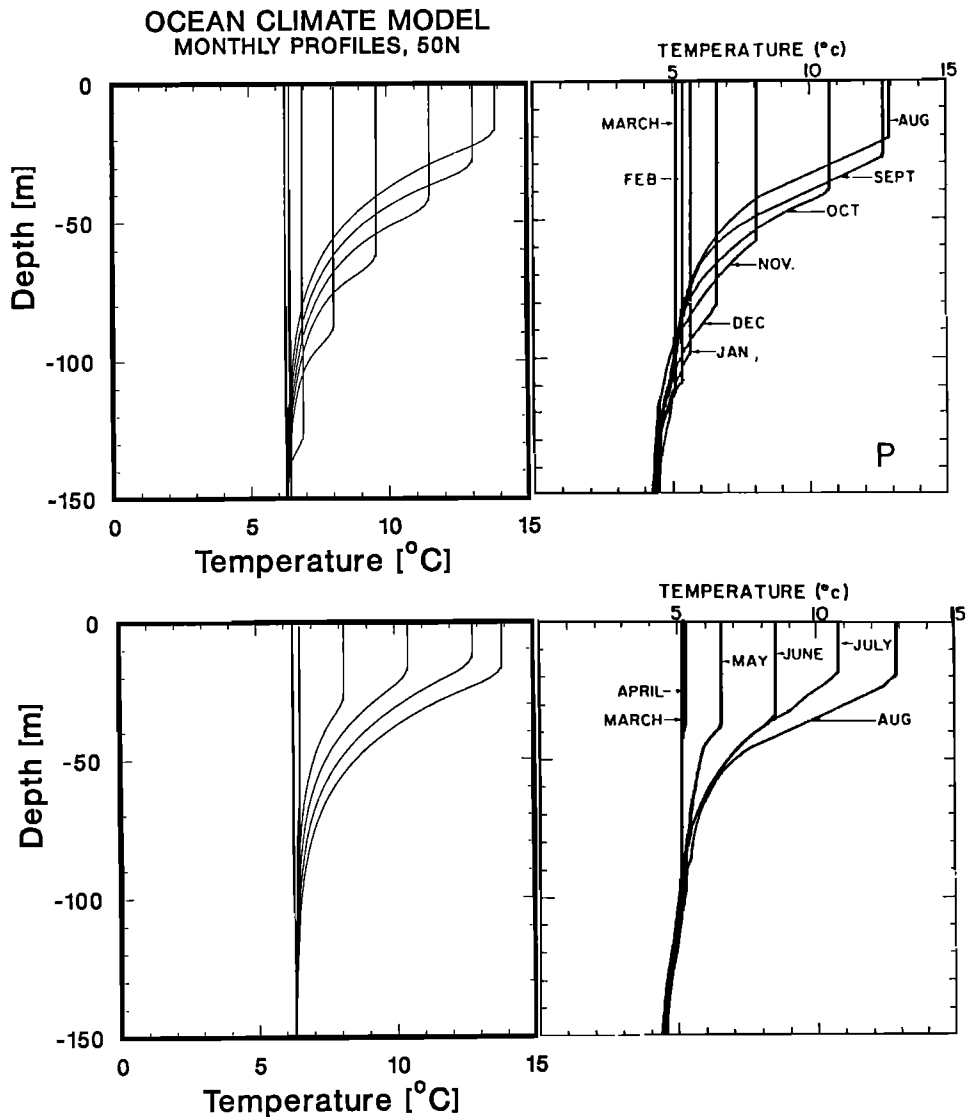 OCEAN CLIMATE MODEL
MONTHLY PROFILES, 50N
TEMPERATURE (°c)
5 10 15
0
-50
-100
-150
Depth [m]
0 5 10 15
Temperature [°C]
MARCH
FEB
AUG
SEPT
OCT
NOV.
DEC
JAN,
P
TEMPERATURE (°c)
5 10 15
0
-50
-100
-150
Depth [m]
0 5 10 15
Temperature [°C]
MAY
JUNE
JULY
APRIL
MARCH
AUG